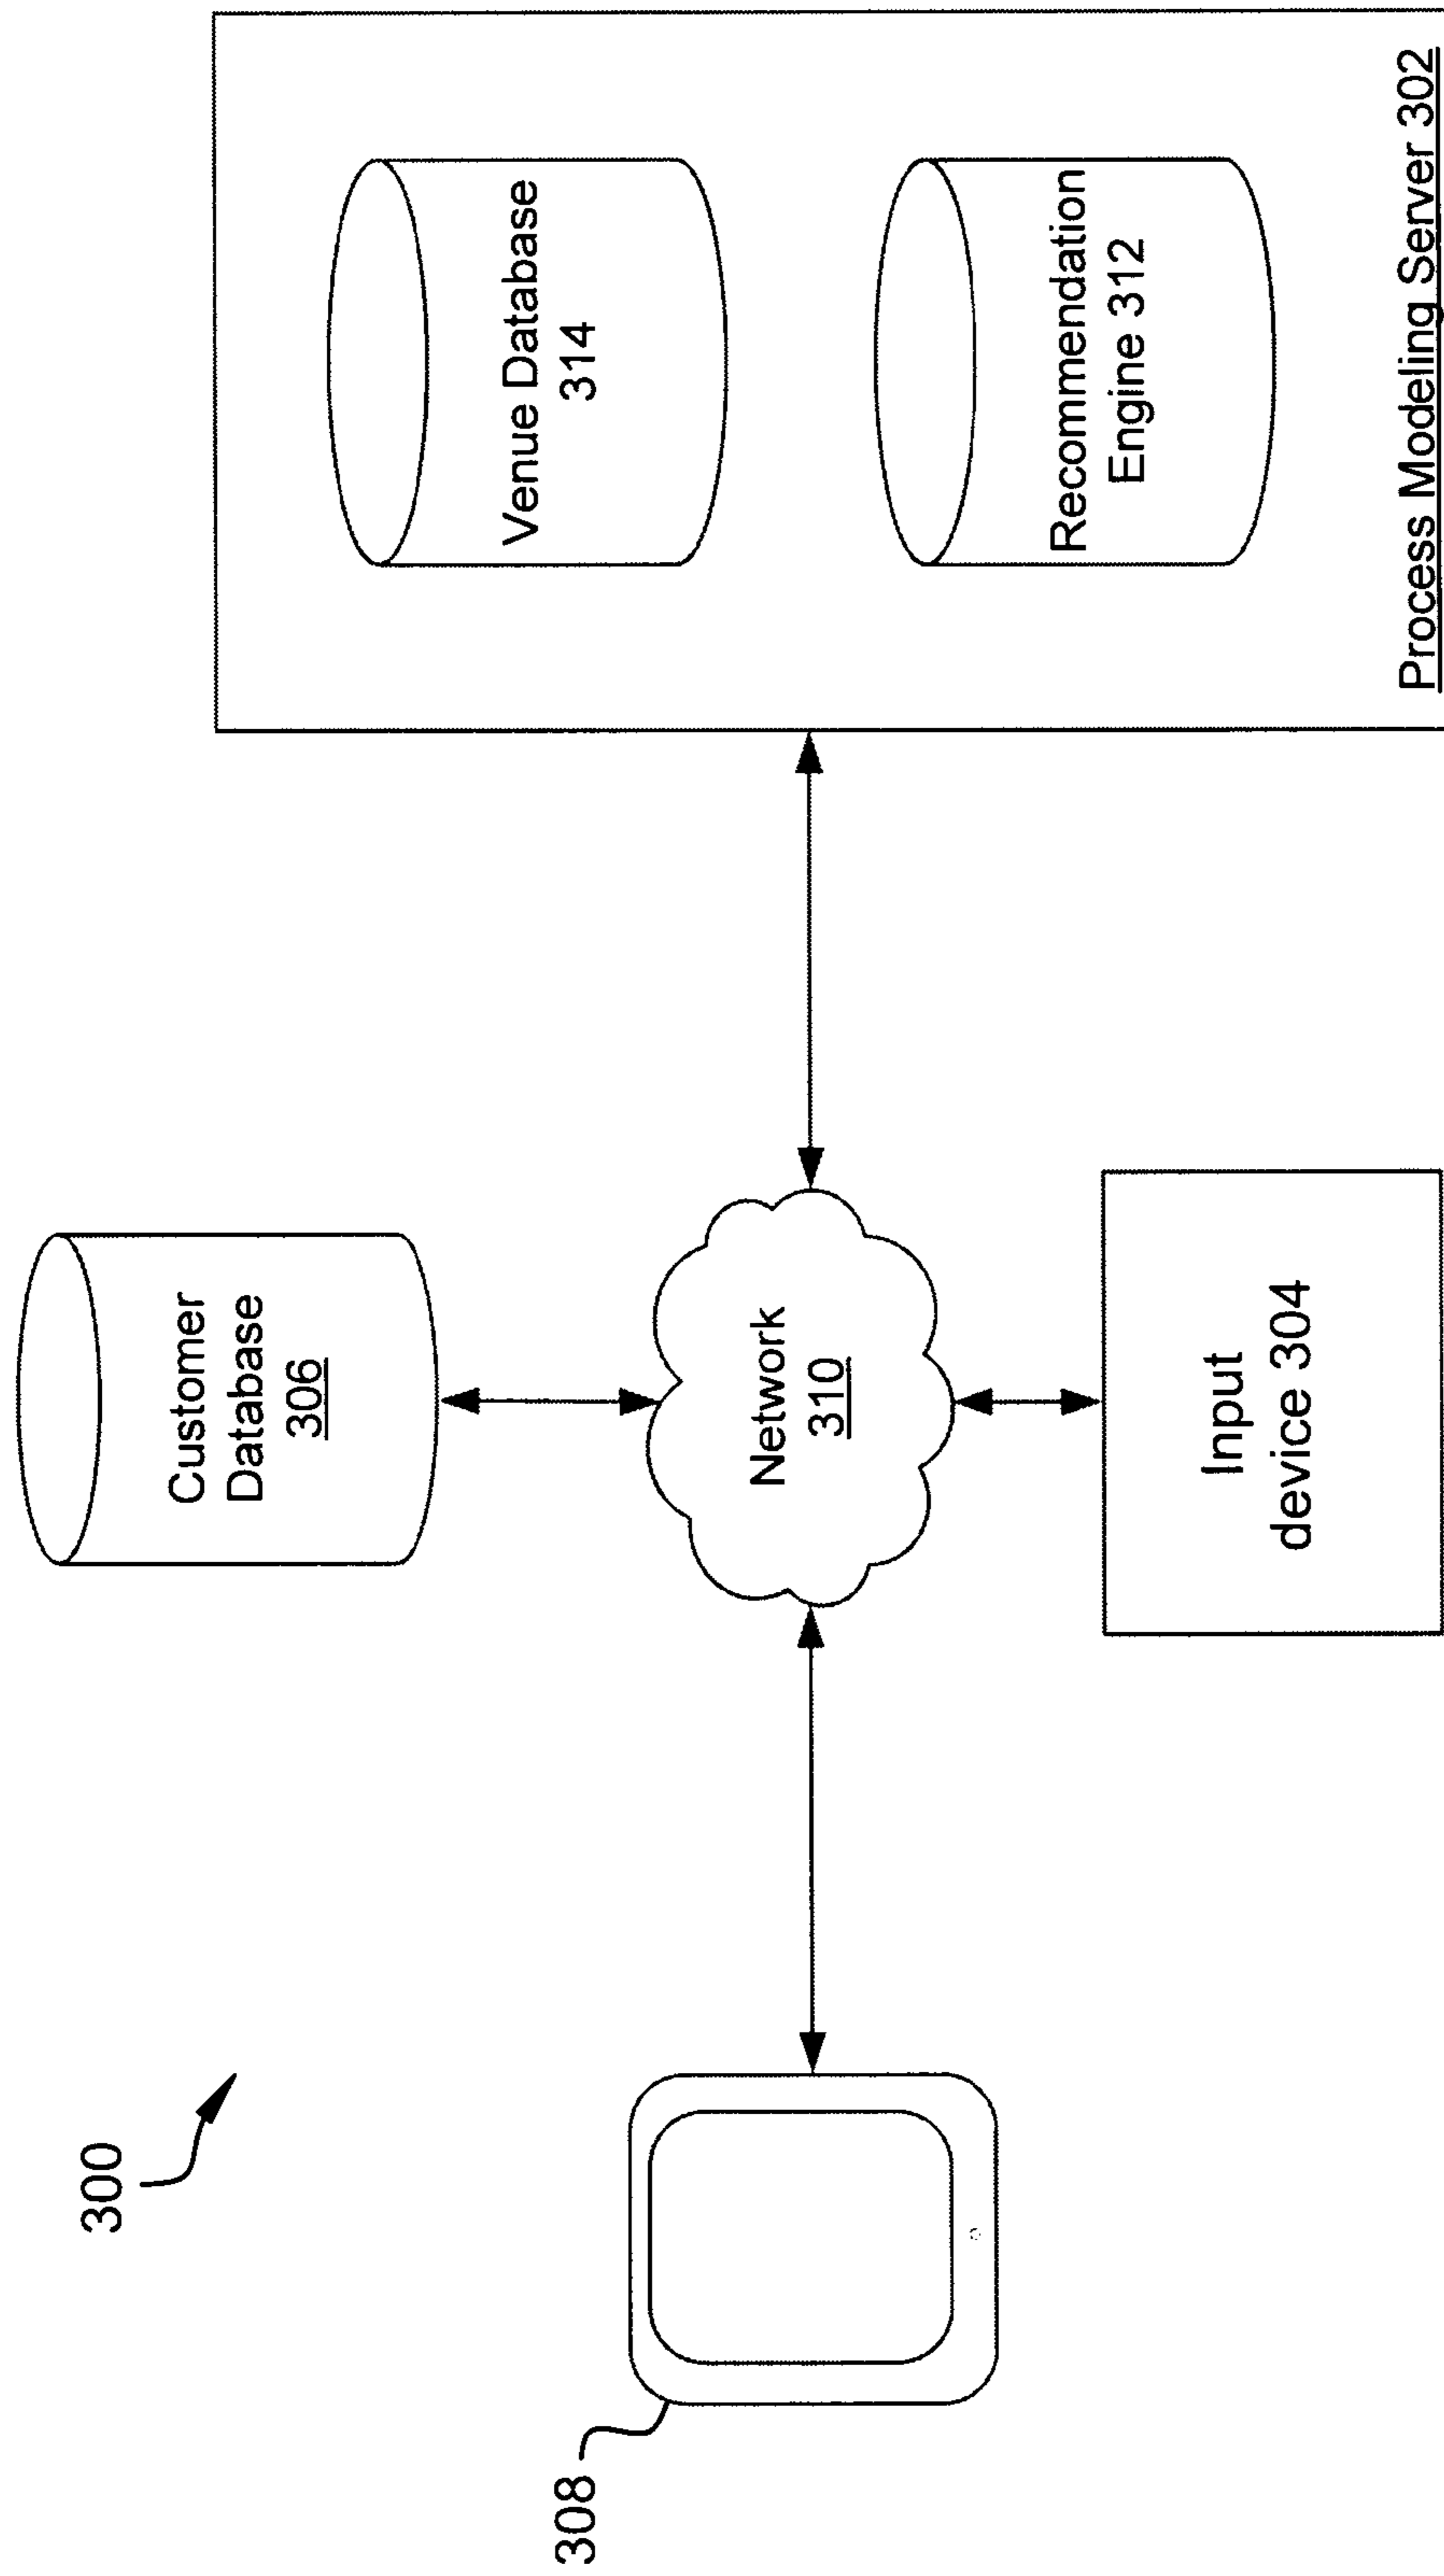 300
308
Customer
Database
306
Network
310
Input
device 304
Venue Database
314
Recommendation
Engine 312
Process Modeling Server 302